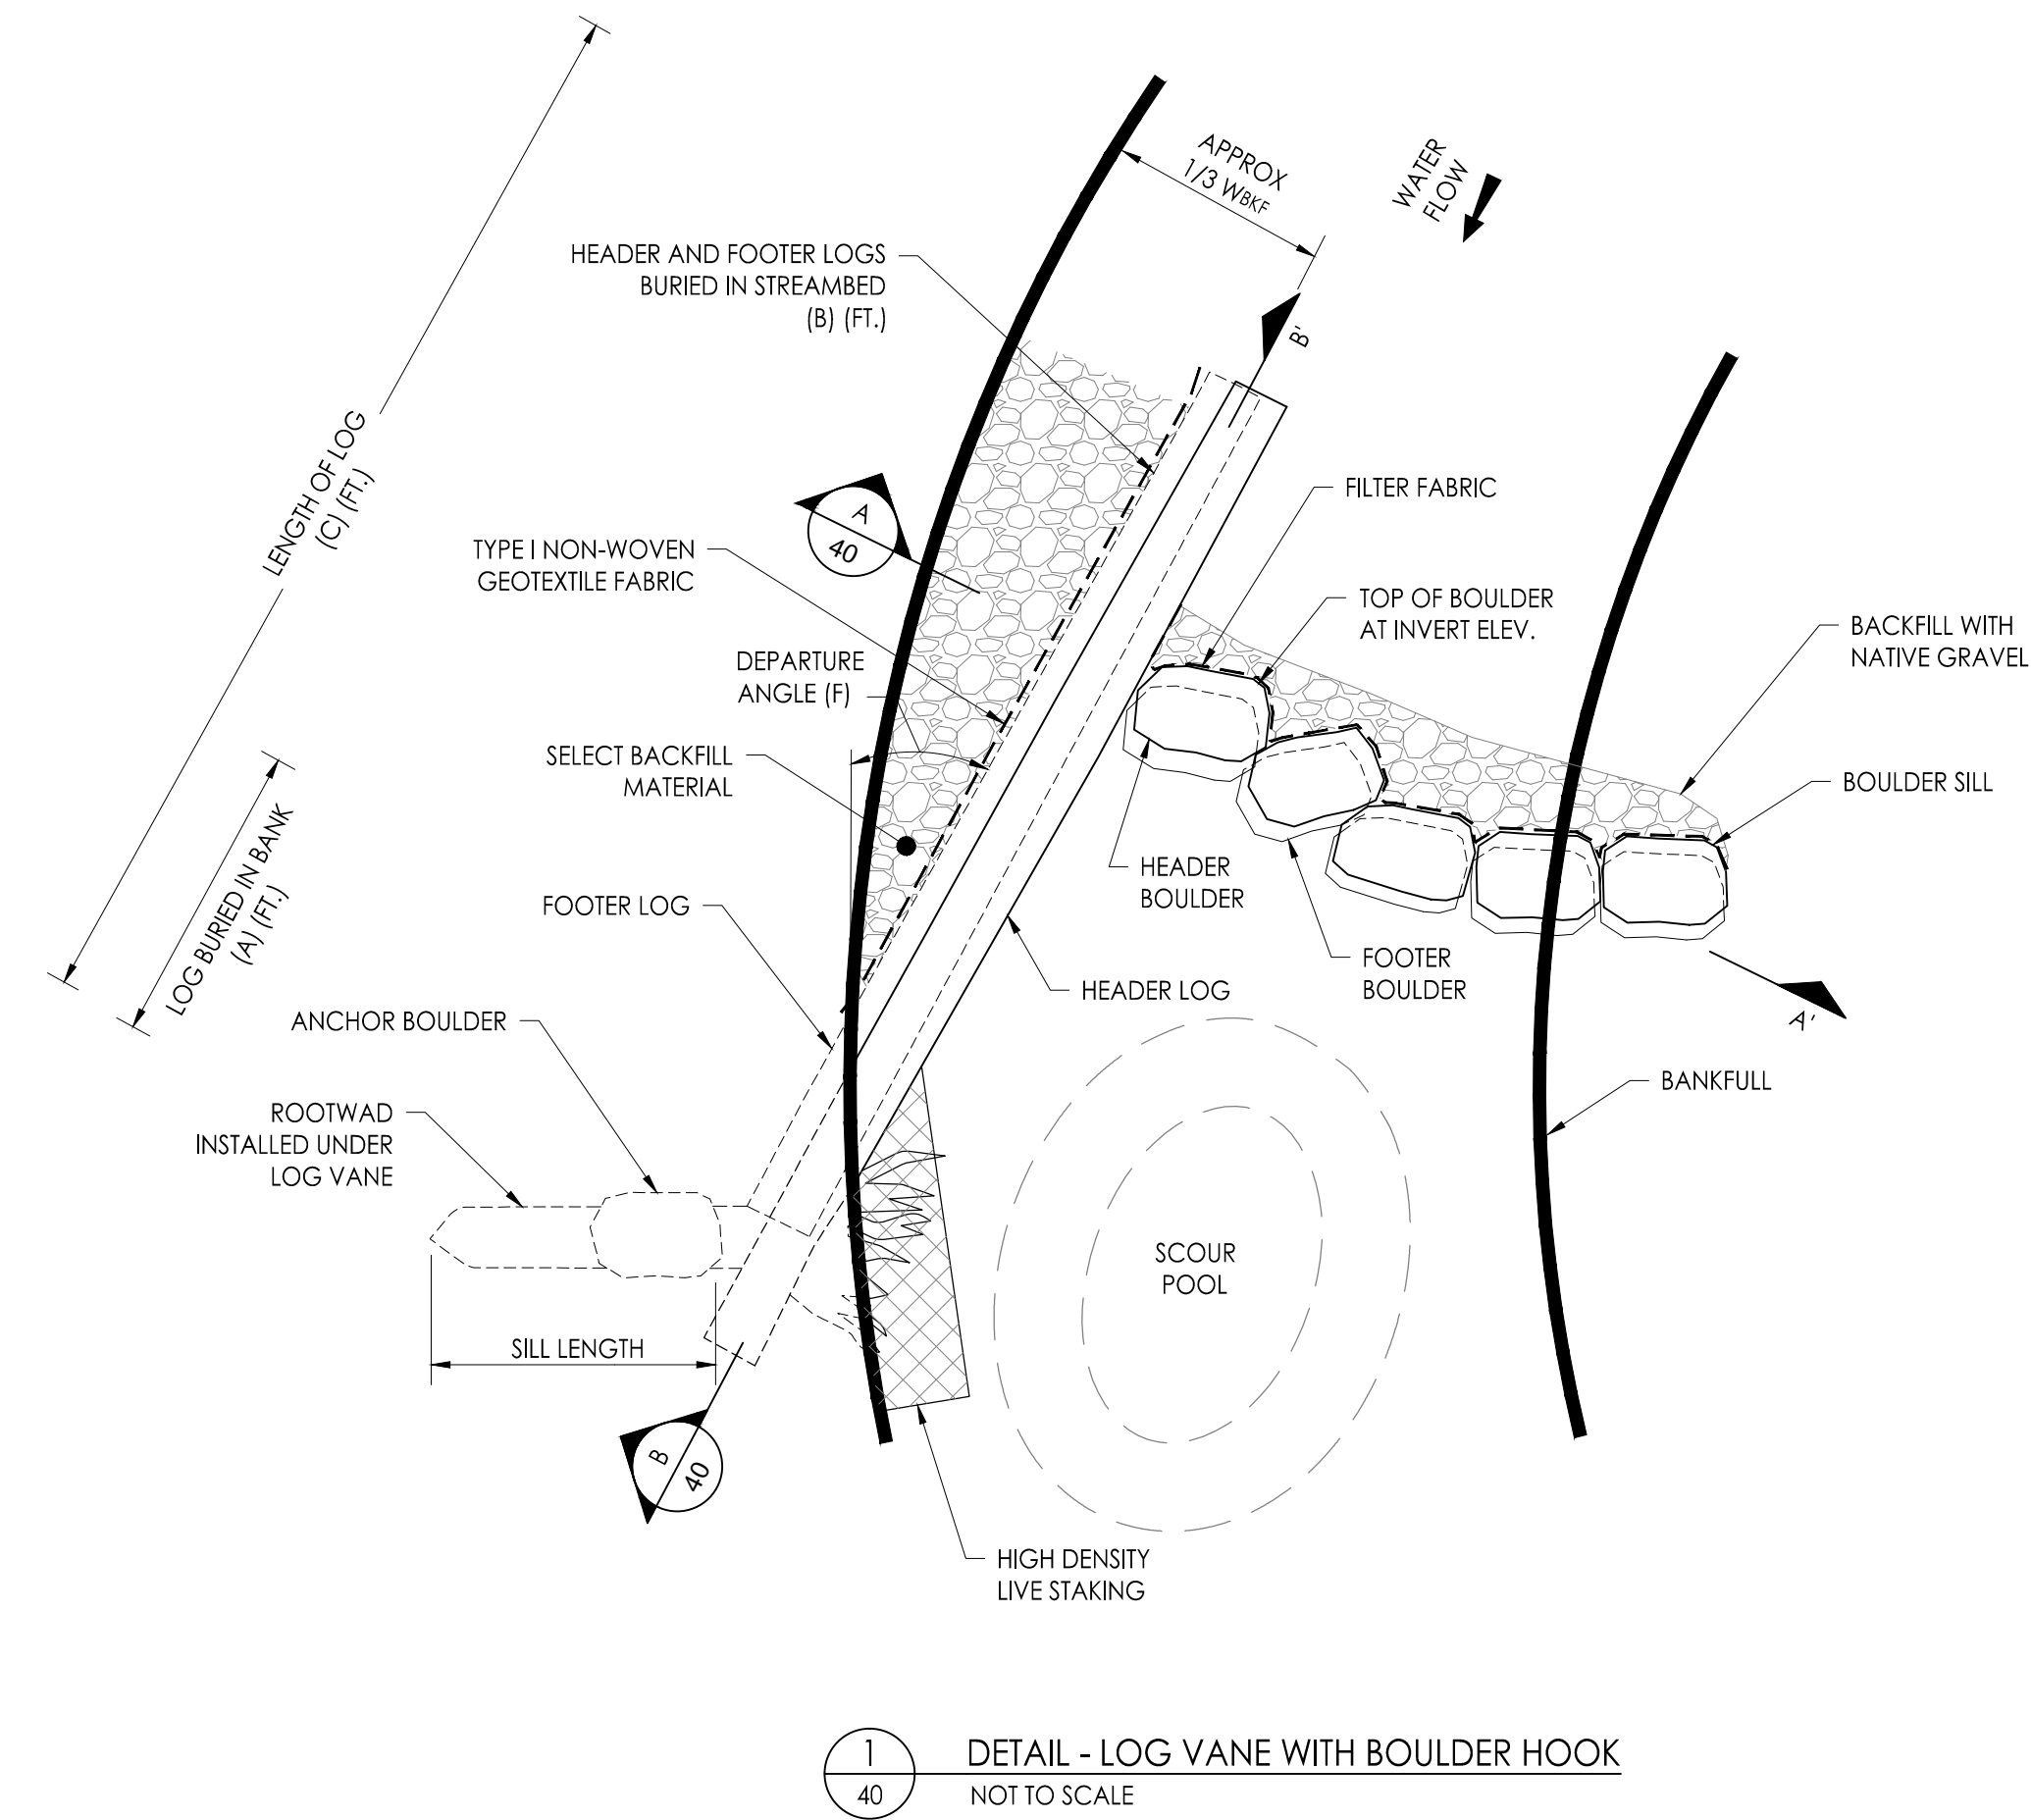 APPROX
1/3 WBKF
WATER
FLOW
HEADER AND FOOTER LOGS
BURIED IN STREAMBED
(B) (FT.)
B'
LENGTH OF LOG
(C) (FT.)
FILTER FABRIC
A
40
TYPE I NON-WOVEN
GEOTEXTILE FABRIC
TOP OF BOULDER
AT INVERT ELEV.
BACKFILL WITH
NATIVE GRAVEL
DEPARTURE
ANGLE (F)
SELECT BACKFILL
MATERIAL
BOULDER SILL
LOG BURIED IN BANK
(A) (FT.)
HEADER
BOULDER
FOOTER LOG
FOOTER
BOULDER
HEADER LOG
A'
ANCHOR BOULDER
BANKFULL
ROOTWAD
INSTALLED UNDER
LOG VANE
SCOUR
POOL
SILL LENGTH
B
40
HIGH DENSITY
LIVE STAKING
1
40
DETAIL - LOG VANE WITH BOULDER HOOK
NOT TO SCALE